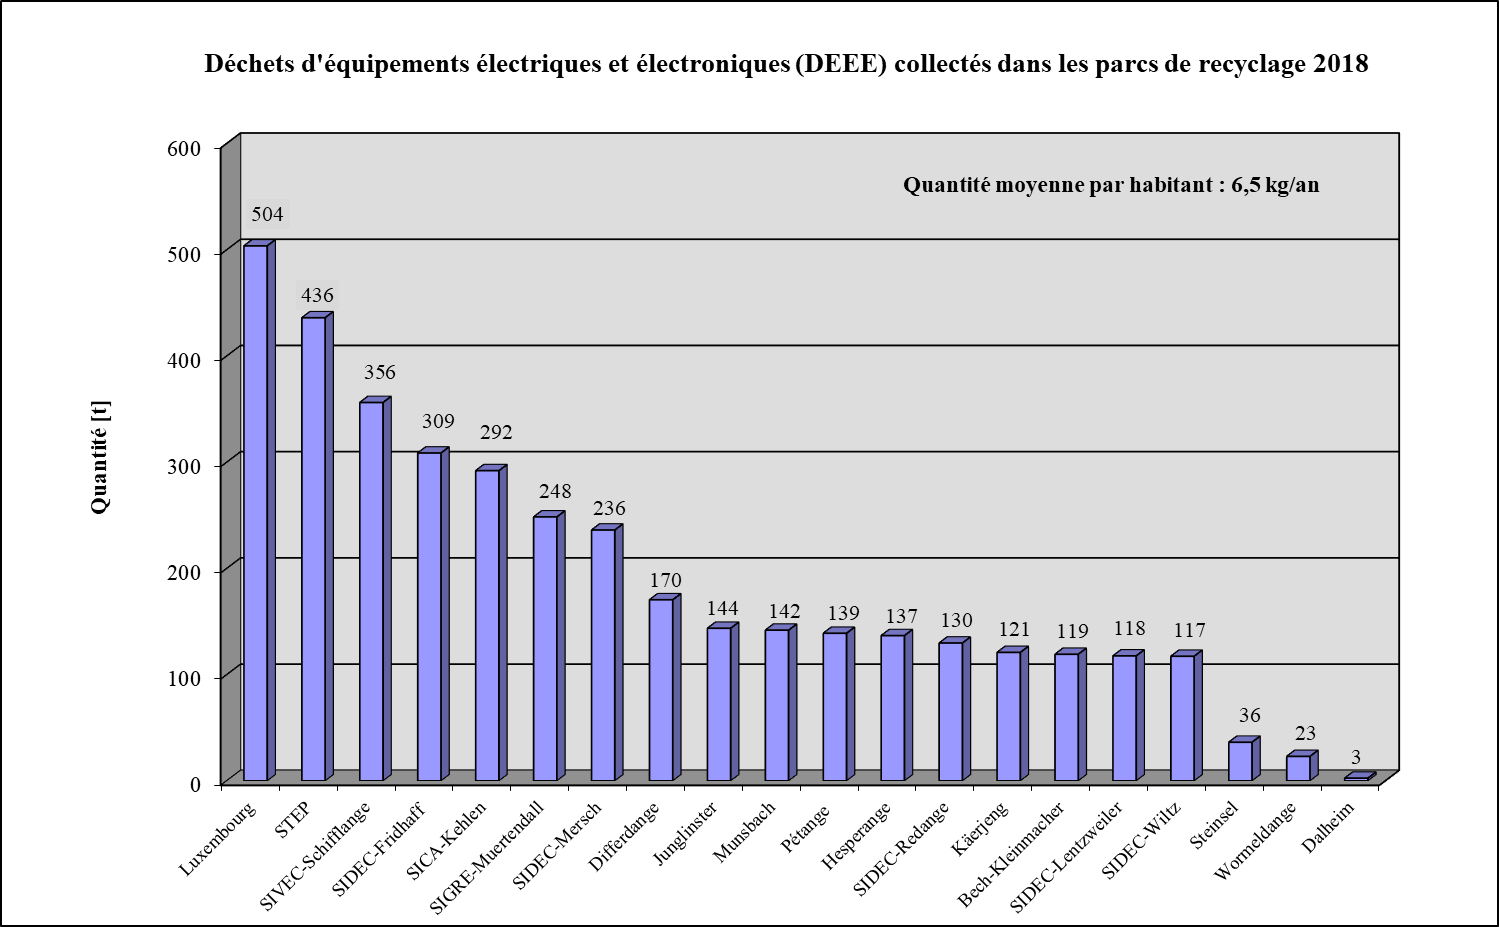 Déchets d'équipements électriques et électroniques (DEEE) collectés dans les parcs de recyclage 2018
Quantité moyenne par habitant : 6,5 kg/an
Quantité [t]
600
500
400
300
200
100
0
504
436
356
309
292
248
236
170
144
142
139
137
130
121
119
118
117
36
23
3
Luxembourg
STEP
SIVEC-Schifflange
SIDEC-Fridhaff
SICA-Kehlen
SIGRE-Muertendall
SIDEC-Mersch
Differdange
Junglinster
Munsbach
Pétange
Hesperange
SIDEC-Redange
Käerjeng
Bech-Kleinmacher
SIDEC-Lentzweiler
SIDEC-Wiltz
Steinsel
Wormeldange
Dalheim